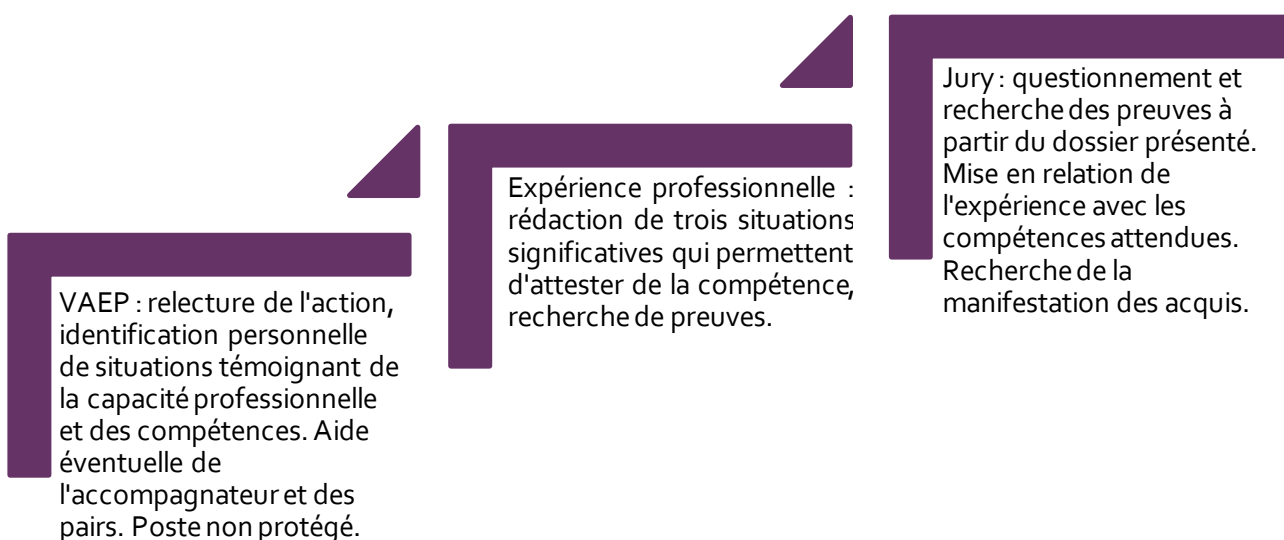 VAEP : relecture de l'action,
identification personnelle
de situations témoignant de
la capacité professionnelle
et des compétences. Aide
éventuelle de
l'accompagnateur et des
pairs. Poste non protégé.
Expérience professionnelle :
rédaction de trois situations
significatives qui permettent
d'attester de la compétence,
recherche de preuves.
Jury : questionnement et
recherche des preuves à
partir du dossier présenté.
Mise en relation de
l'expérience avec les
compétences attendues.
Recherche de la
manifestation des acquis.